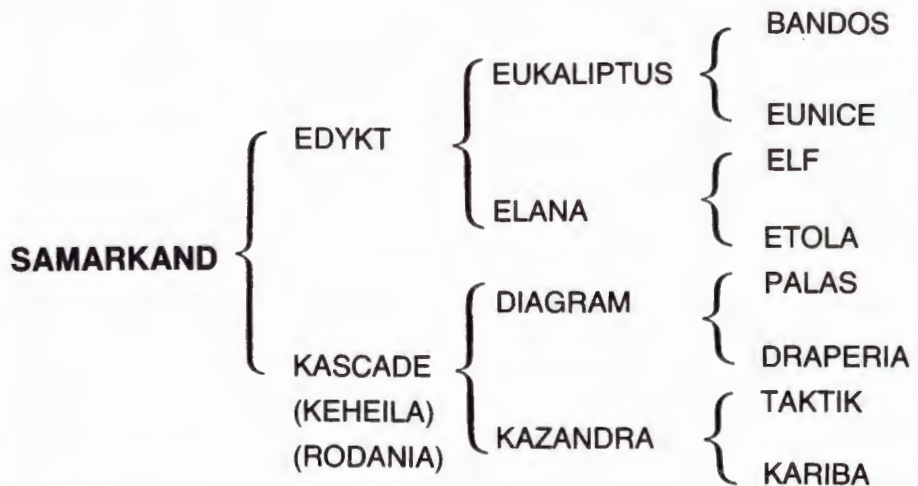 BANDOS
EUKALIPTUS
EUNICE
EDYKT
ELF
ELANA
ETOLA
SAMARKAND
PALAS
DIAGRAM
DRAPERIA
KASCADE
TAKTIK
(KEHEILA)
KAZANDRA
(RODANIA)
KARIBA